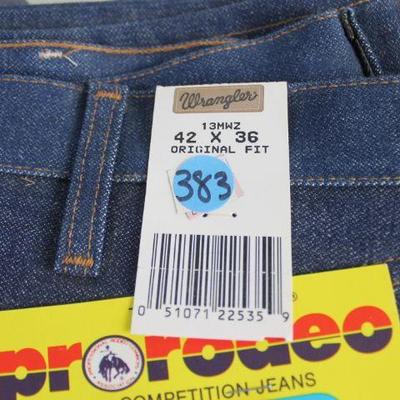 Wrangler
13MWZ
42 X 36
ORIGINAL FIT
383
0 51071 22535 9
®
prorodeo
COMPETITION JEANS